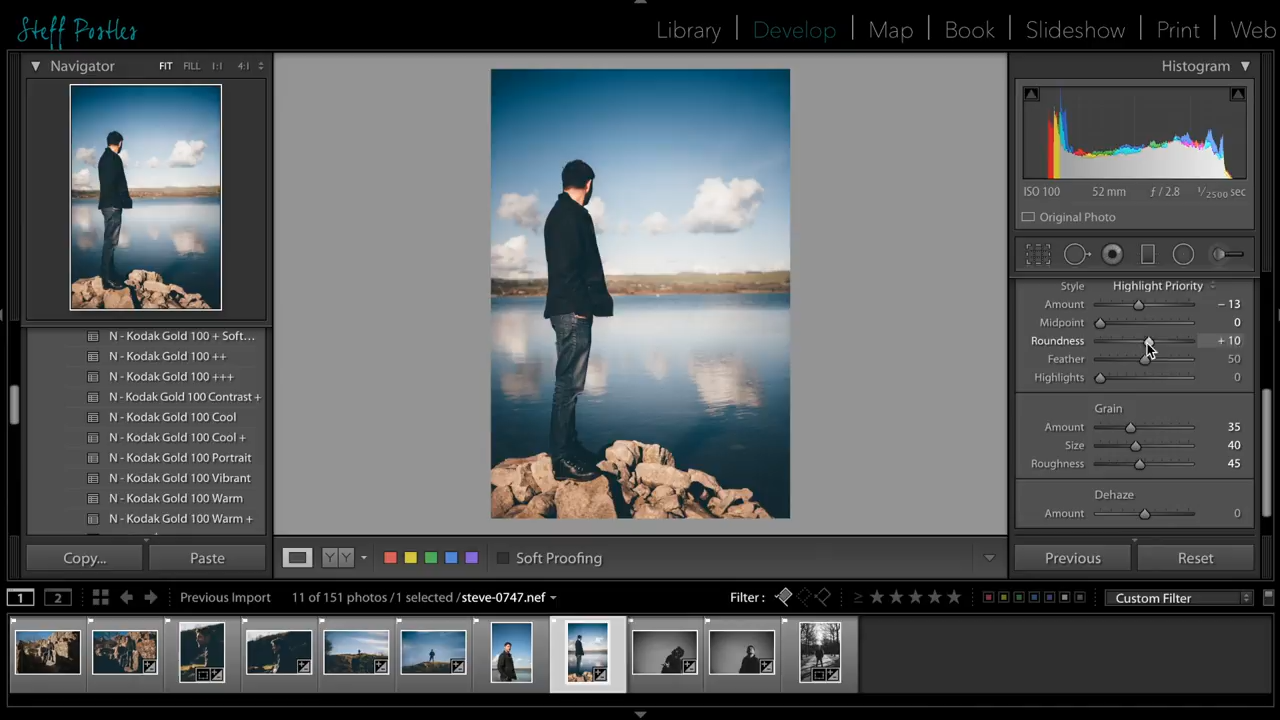 Steff Postles
Library | Develop | Map | Book | Slideshow | Print | Web
Navigator FIT FILL 1:1 4:1
Histogram
ISO 100 52 mm ƒ / 2.8 1/2500 sec
Original Photo
Style Highlight Priority
Amount – 13
Midpoint 0
Roundness + 10
Feather 50
Highlights 0
Grain
Amount 35
Size 40
Roughness 45
Dehaze
Amount 0
N - Kodak Gold 100 + Soft...
N - Kodak Gold 100 ++
N - Kodak Gold 100 +++
N - Kodak Gold 100 Contrast +
N - Kodak Gold 100 Cool
N - Kodak Gold 100 Cool +
N - Kodak Gold 100 Portrait
N - Kodak Gold 100 Vibrant
N - Kodak Gold 100 Warm
N - Kodak Gold 100 Warm +
Copy... Paste
Y Y Soft Proofing
Previous Reset
1 2 Previous Import 11 of 151 photos / 1 selected / steve-0747.nef Filter : ≥ Custom Filter